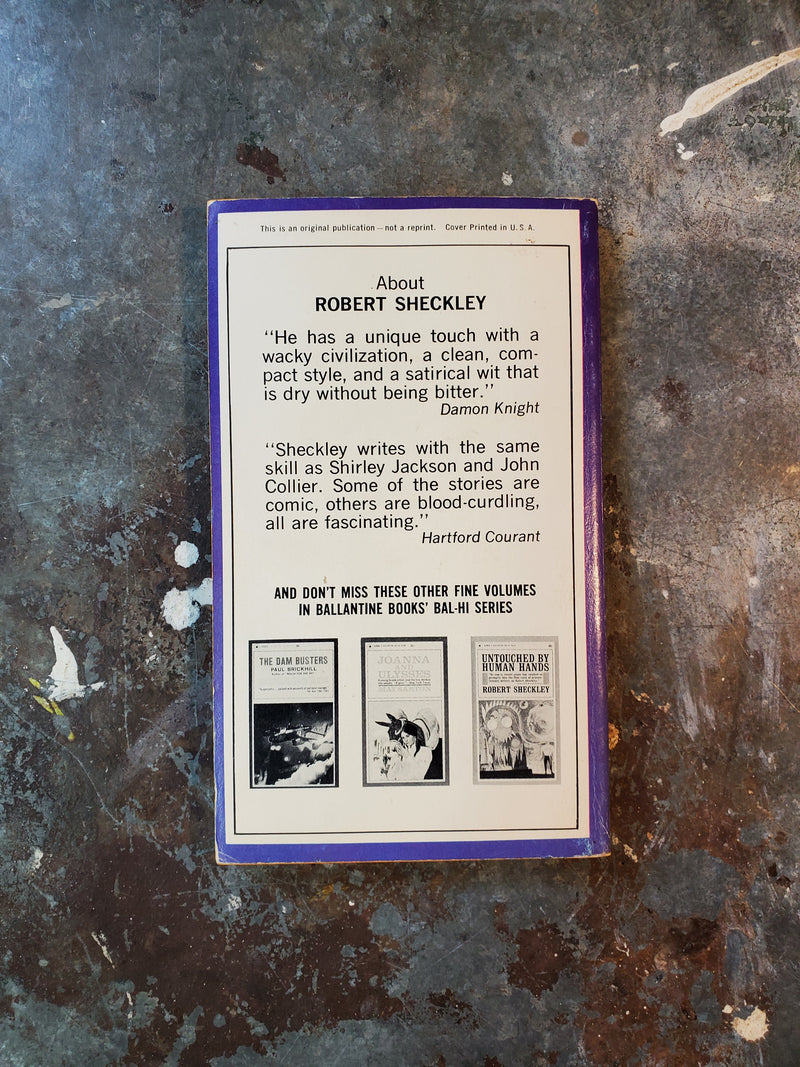 This is an original publication – not a reprint. Cover Printed in U.S.A.
About
ROBERT SHECKLEY
"He has a unique touch with a
wacky civilization, a clean, com-
pact style, and a satirical wit that
is dry without being bitter."
Damon Knight
"Sheckley writes with the same
skill as Shirley Jackson and John
Collier. Some of the stories are
comic, others are blood-curdling,
all are fascinating."
Hartford Courant
AND DON'T MISS THESE OTHER FINE VOLUMES
IN BALLANTINE BOOKS' BAL-HI SERIES
THE DAM BUSTERS
PAUL BRICKHILL
JOANNA
AND
ULYSSES
MAY SARTON
UNTOUCHED BY
HUMAN HANDS
ROBERT SHECKLEY